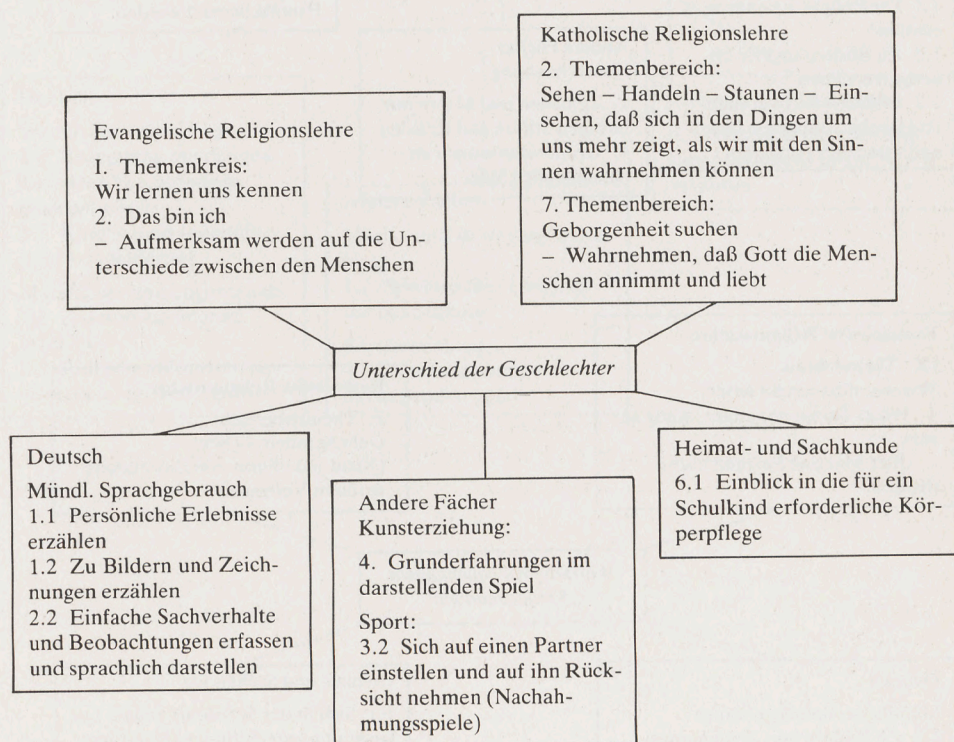 Katholische Religionslehre
2. Themenbereich:
Sehen – Handeln – Staunen – Ein-
sehen, daß sich in den Dingen um
uns mehr zeigt, als wir mit den Sin-
nen wahrnehmen können
7. Themenbereich:
Geborgenheit suchen
– Wahrnehmen, daß Gott die Men-
schen annimmt und liebt
Evangelische Religionslehre
I. Themenkreis:
Wir lernen uns kennen
2. Das bin ich
– Aufmerksam werden auf die Un-
terschiede zwischen den Menschen
Unterschied der Geschlechter
Deutsch
Mündl. Sprachgebrauch
1.1 Persönliche Erlebnisse
erzählen
1.2 Zu Bildern und Zeich-
nungen erzählen
2.2 Einfache Sachverhalte
und Beobachtungen erfassen
und sprachlich darstellen
Andere Fächer
Kunsterziehung:
4. Grunderfahrungen im
darstellenden Spiel
Sport:
3.2 Sich auf einen Partner
einstellen und auf ihn Rück-
sicht nehmen (Nachah-
mungsspiele)
Heimat- und Sachkunde
6.1 Einblick in die für ein
Schulkind erforderliche Kör-
perpflege